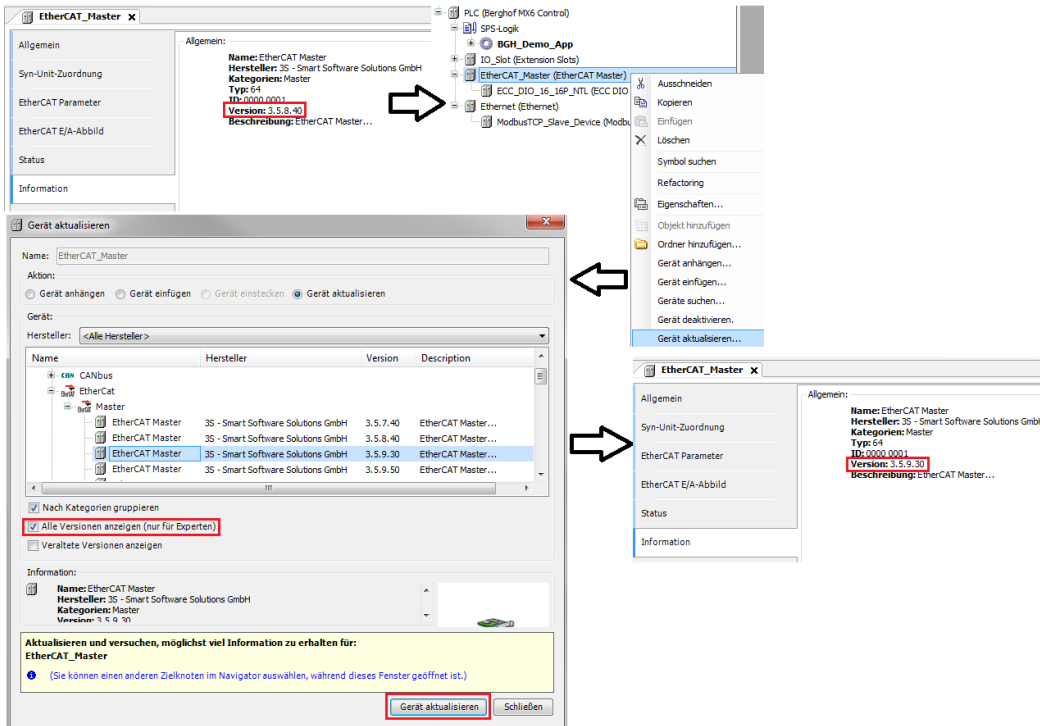 EtherCAT_Master x
Allgemein
Syn-Unit-Zuordnung
EtherCAT Parameter
EtherCAT E/A-Abbild
Status
Information
Allgemein:
Name: EtherCAT Master
Hersteller: 3S - Smart Software Solutions GmbH
Kategorien: Master
Typ: 64
ID: 0000 0001
Version: 3.5.8.40
Beschreibung: EtherCAT Master...
PLC (Berghof MX6 Control)
SPS-Logik
BGH_Demo_App
IO_Slot (Extension Slots)
EtherCAT_Master (EtherCAT Master)
ECC_DIO_16_16P_NTL (ECC DIO
Ethernet (Ethernet)
ModbusTCP_Slave_Device (Modbu
Ausschneiden
Kopieren
Einfügen
Löschen
Symbol suchen
Refactoring
Eigenschaften...
Objekt hinzufügen
Ordner hinzufügen...
Gerät anhängen...
Gerät einfügen...
Geräte suchen...
Gerät deaktivieren.
Gerät aktualisieren...
Gerät aktualisieren
Name: EtherCAT_Master
Aktion:
Gerät anhängen Gerät einfügen Gerät einstecken Gerät aktualisieren
Gerät:
Hersteller: <Alle Hersteller>
Name Hersteller Version Description
CAN CANbus
EtherCat
Master
EtherCAT Master 3S - Smart Software Solutions GmbH 3.5.7.40 EtherCAT Master...
EtherCAT Master 3S - Smart Software Solutions GmbH 3.5.8.40 EtherCAT Master...
EtherCAT Master 3S - Smart Software Solutions GmbH 3.5.9.30 EtherCAT Master...
EtherCAT Master 3S - Smart Software Solutions GmbH 3.5.9.50 EtherCAT Master...
Nach Kategorien gruppieren
Alle Versionen anzeigen (nur für Experten)
Veraltete Versionen anzeigen
Information:
Name: EtherCAT Master
Hersteller: 3S - Smart Software Solutions GmbH
Kategorien: Master
Version: 3.5.9.30
Aktualisieren und versuchen, möglichst viel Information zu erhalten für:
EtherCAT_Master
(Sie können einen anderen Zielknoten im Navigator auswählen, während dieses Fenster geöffnet ist.)
Gerät aktualisieren Schließen
EtherCAT_Master x
Allgemein
Syn-Unit-Zuordnung
EtherCAT Parameter
EtherCAT E/A-Abbild
Status
Information
Allgemein:
Name: EtherCAT Master
Hersteller: 3S - Smart Software Solutions GmbH
Kategorien: Master
Typ: 64
ID: 0000 0001
Version: 3.5.9.30
Beschreibung: EtherCAT Master...